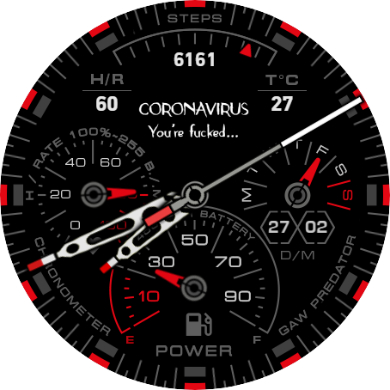 STEPS
6161
H/R
T°C
60
27
CORONAVIRUS
You're fucked...
H/RATE 100%-255 B
40 60
20
0
M F S S
BATTERY
27 02
D/M
50
30 70
10 90
E F
CHRONOMETER
GAW PREDATOR
POWER